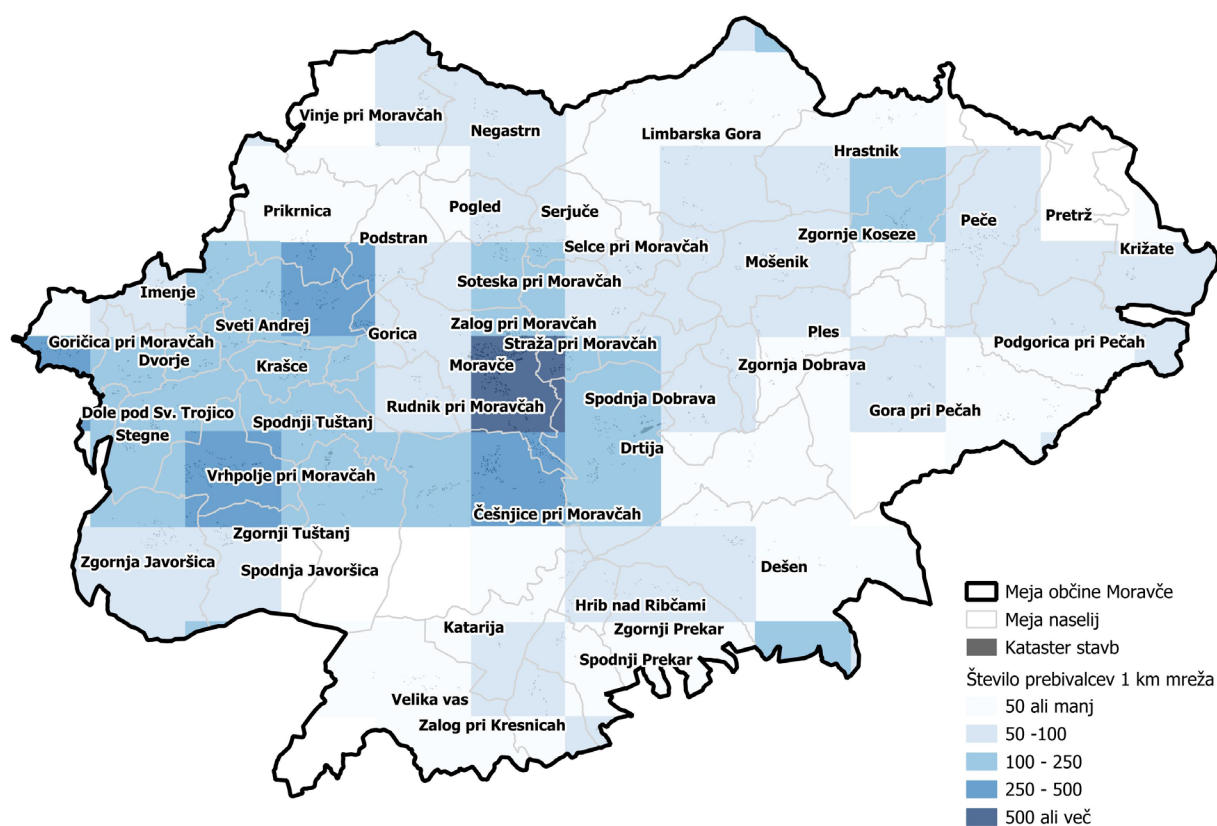 Vinje pri Moravčah
Negastrn
Limbarska Gora
Hrastnik
Prikrnica
Pogled
Serjuče
Peče
Pretrž
Podstran
Selce pri Moravčah
Zgornje Koseze
Križate
Mošenik
Imenje
Soteska pri Moravčah
Sveti Andrej
Gorica
Zalog pri Moravčah
Ples
Goričica pri Moravčah
Straža pri Moravčah
Podgorica pri Pečah
Dvorje
Krašce
Moravče
Zgornja Dobrava
Rudnik pri Moravčah
Spodnja Dobrava
Gora pri Pečah
Dole pod Sv. Trojico
Spodnji Tuštanj
Stegne
Drtija
Vrhpolje pri Moravčah
Češnjice pri Moravčah
Zgornji Tuštanj
Zgornja Javoršica
Spodnja Javoršica
Dešen
Hrib nad Ribčami
Katarija
Zgornji Prekar
Spodnji Prekar
Velika vas
Zalog pri Kresnicah
Meja občine Moravče
Meja naselij
Kataster stavb
Število prebivalcev 1 km mreža
50 ali manj
50 -100
100 - 250
250 - 500
500 ali več